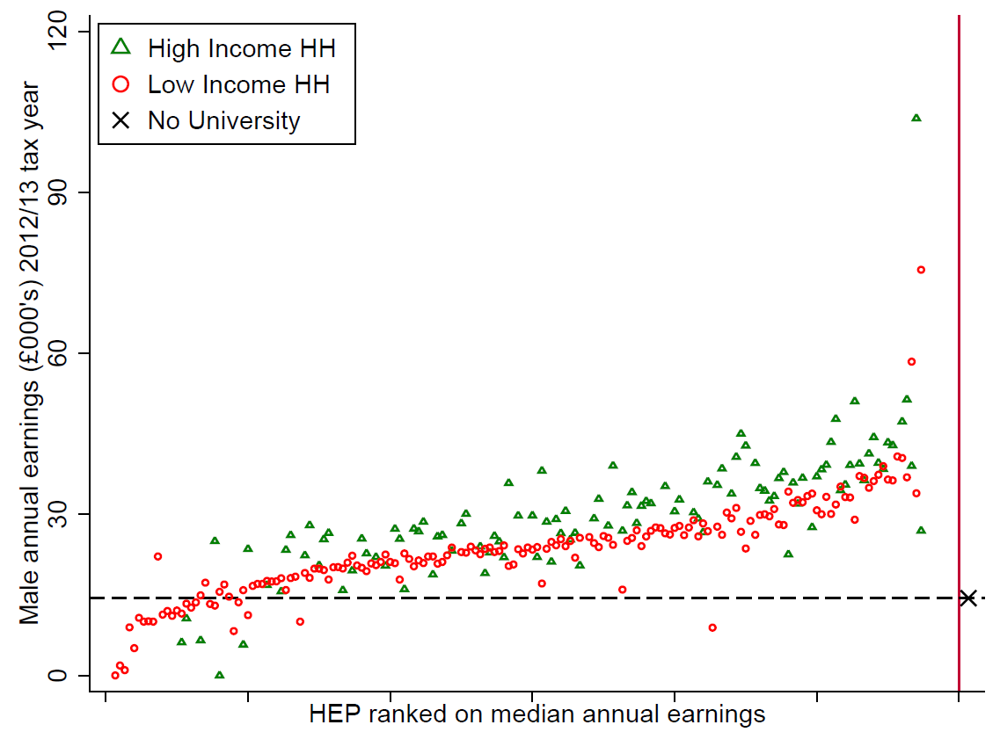 120
90
60
30
0
Male annual earnings (£000's) 2012/13 tax year
High Income HH
Low Income HH
No University
HEP ranked on median annual earnings